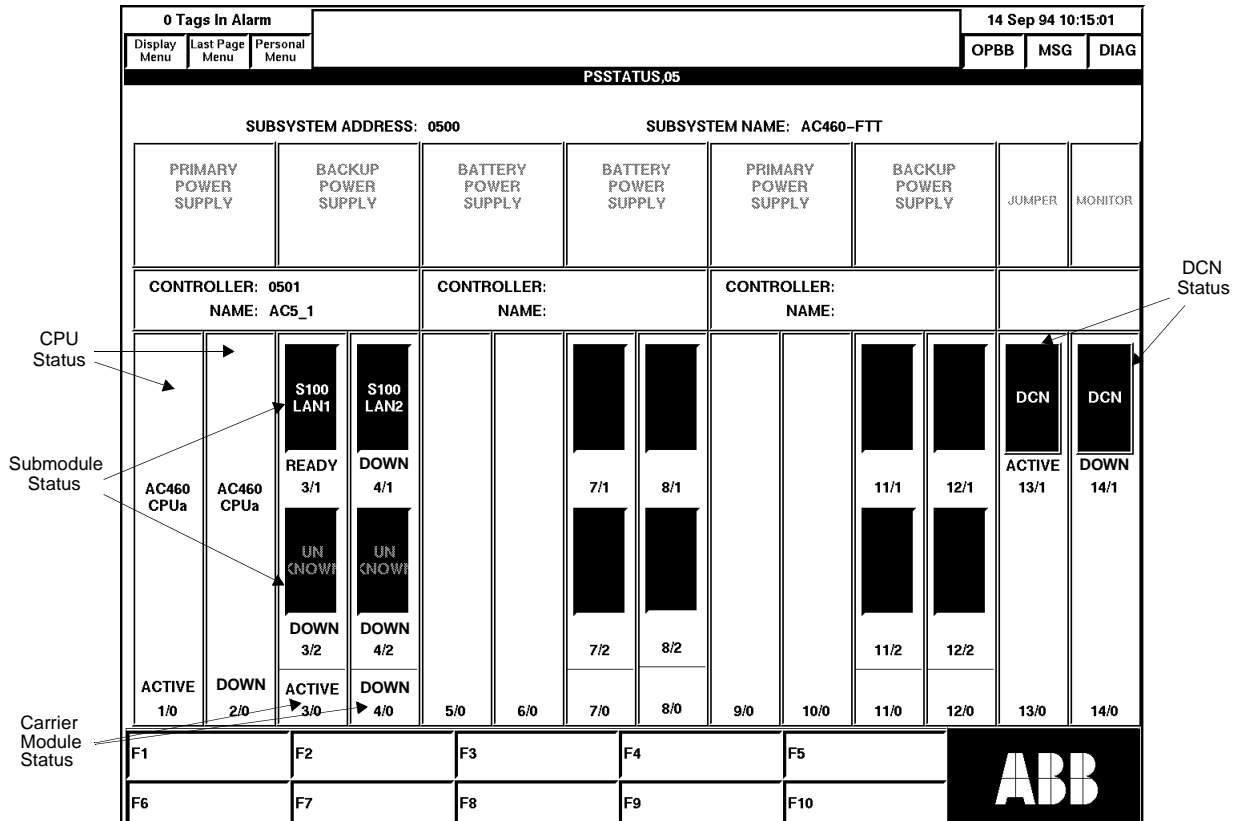 0 Tags In Alarm
14 Sep 94 10:15:01
Display Menu
Last Page Menu
Personal Menu
OPBB
MSG
DIAG
PSSTATUS,05
SUBSYSTEM ADDRESS: 0500
SUBSYSTEM NAME: AC460-FTT
PRIMARY POWER SUPPLY
BACKUP POWER SUPPLY
BATTERY POWER SUPPLY
BATTERY POWER SUPPLY
PRIMARY POWER SUPPLY
BACKUP POWER SUPPLY
JUMPER
MONITOR
CONTROLLER: 0501
NAME: AC5_1
CONTROLLER:
NAME:
CONTROLLER:
NAME:
DCN Status
CPU Status
Submodule Status
Carrier Module Status
AC460 CPUa
ACTIVE
1/0
AC460 CPUa
DOWN
2/0
S100 LAN1
READY
3/1
UN KNOWN
DOWN
3/2
ACTIVE
3/0
S100 LAN2
DOWN
4/1
UN KNOWN
DOWN
4/2
DOWN
4/0
5/0
6/0
7/1
7/2
7/0
8/1
8/2
8/0
9/0
10/0
11/1
11/2
11/0
12/1
12/2
12/0
DCN
ACTIVE
13/1
13/0
DCN
DOWN
14/1
14/0
F1
F2
F3
F4
F5
F6
F7
F8
F9
F10
ABB